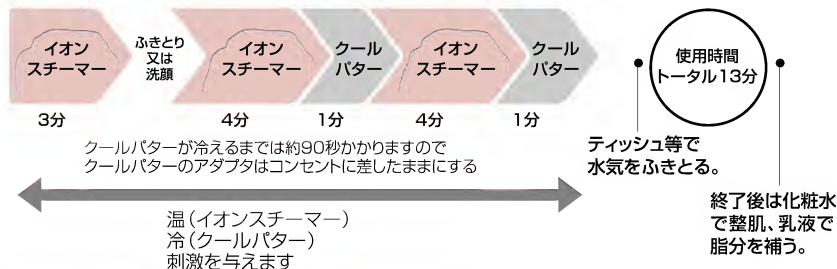 イオン
スチーマー
ふきとり
又は
洗顔
イオン
スチーマー
クール
パター
イオン
スチーマー
クール
パター
3分
4分
1分
4分
1分
使用時間
トータル13分
クールパターが冷えるまでは約90秒かかりますので
クールパターのアダプタはコンセントに差したままにする
ティッシュ等で
水気をふきとる。
温(イオンスチーマー)
冷(クールパター)
刺激を与えます
終了後は化粧水
で整肌、乳液で
脂分を補う。